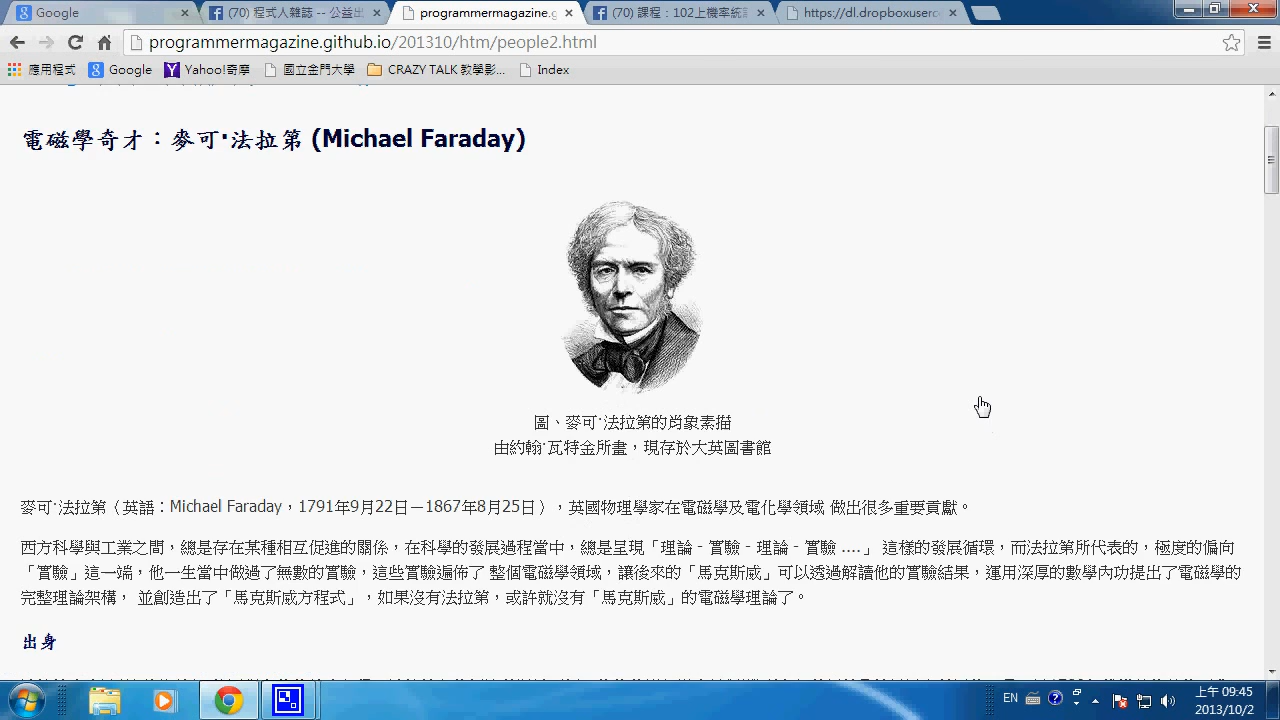 Google
(70) 程式人雜誌 -- 公益出
programmermagazine.g
(70) 課程：102上機率統計
https://dl.dropboxuserc
programmermagazine.github.io/201310/htm/people2.html
應用程式
Google
Yahoo!奇摩
國立金門大學
CRAZY TALK 教學影...
Index
電磁學奇才：麥可·法拉第 (Michael Faraday)
圖、麥可·法拉第的肖象素描
由約翰·瓦特金所畫，現存於大英圖書館
麥可·法拉第（英語：Michael Faraday，1791年9月22日－1867年8月25日），英國物理學家在電磁學及電化學領域 做出很多重要貢獻。
西方科學與工業之間，總是存在某種相互促進的關係，在科學的發展過程當中，總是呈現「理論－實驗－理論－實驗 ....」 這樣的發展循環，而法拉第所代表的，極度的偏向
「實驗」這一端，他一生當中做過了無數的實驗，這些實驗遍佈了 整個電磁學領域，讓後來的「馬克斯威」可以透過解讀他的實驗結果，運用深厚的數學內功提出了電磁學的
完整理論架構， 並創造出了「馬克斯威方程式」，如果沒有法拉第，或許就沒有「馬克斯威」的電磁學理論了。
出身
EN
上午 09:45
2013/10/2